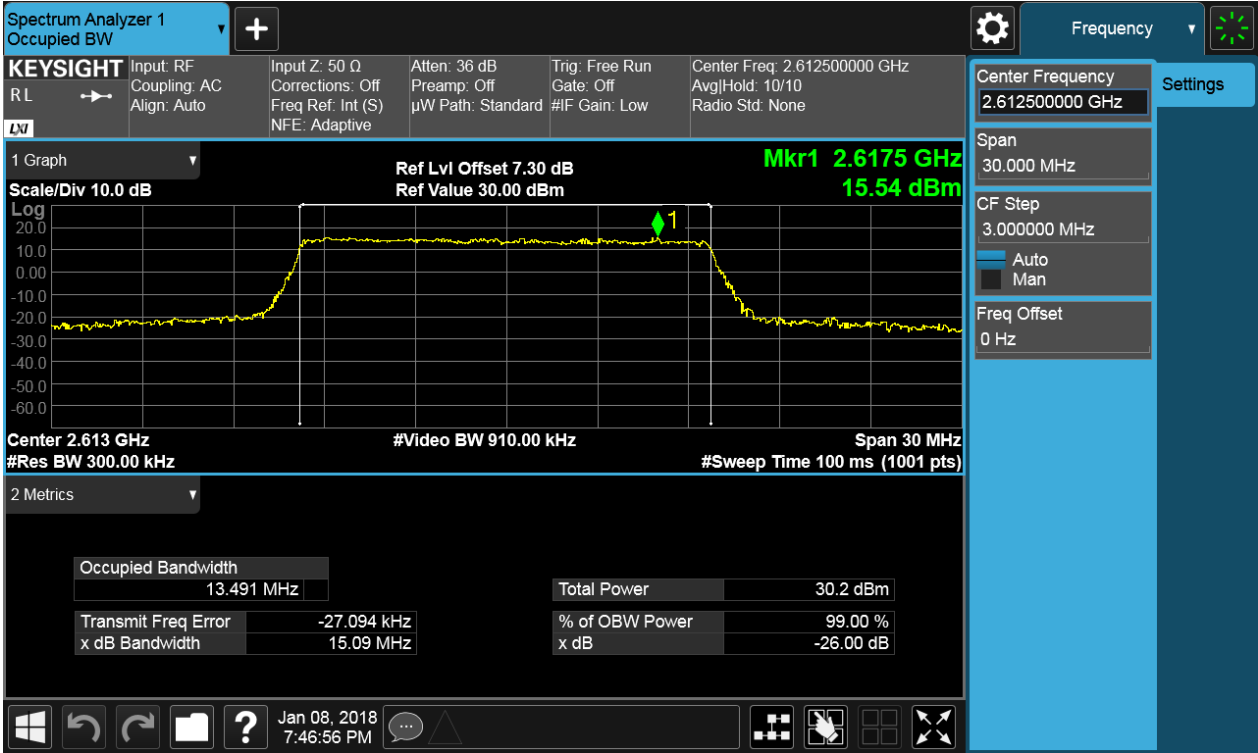 Spectrum Analyzer 1
Occupied BW
Frequency
KEYSIGHT
R L
LXI
Input: RF
Coupling: AC
Align: Auto
Input Z: 50 Ω
Corrections: Off
Freq Ref: Int (S)
NFE: Adaptive
Atten: 36 dB
Preamp: Off
µW Path: Standard
Trig: Free Run
Gate: Off
#IF Gain: Low
Center Freq: 2.612500000 GHz
Avg|Hold: 10/10
Radio Std: None
Center Frequency
2.612500000 GHz
Settings
Span
30.000 MHz
CF Step
3.000000 MHz
Auto
Man
Freq Offset
0 Hz
1 Graph
Scale/Div 10.0 dB
Ref Lvl Offset 7.30 dB
Ref Value 30.00 dBm
Mkr1 2.6175 GHz
15.54 dBm
Log
1
20.0
10.0
0.00
-10.0
-20.0
-30.0
-40.0
-50.0
-60.0
Center 2.613 GHz
#Video BW 910.00 kHz
Span 30 MHz
#Res BW 300.00 kHz
#Sweep Time 100 ms (1001 pts)
2 Metrics
Occupied Bandwidth
13.491 MHz
Total Power 30.2 dBm
Transmit Freq Error -27.094 kHz
% of OBW Power 99.00 %
x dB Bandwidth 15.09 MHz
x dB -26.00 dB
?
Jan 08, 2018
7:46:56 PM